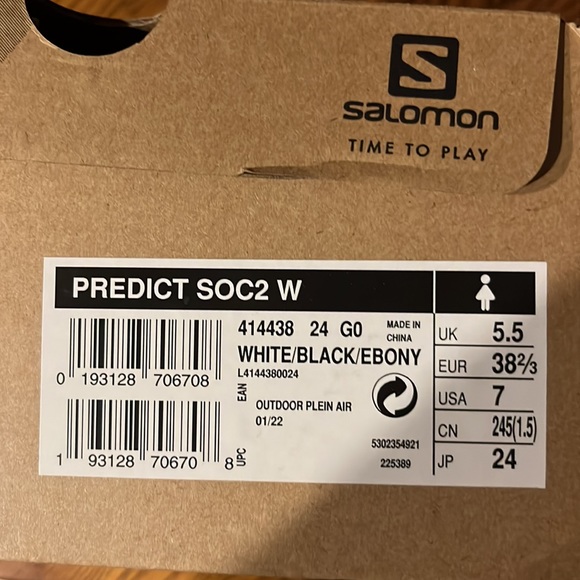 S
SALOMON
TIME TO PLAY
PREDICT SOC2 W
414438 24 G0 MADE IN CHINA
WHITE/BLACK/EBONY
L4144380024
0 193128 706708
EAN
OUTDOOR PLEIN AIR
01/22
5302354921
225389
1 93128 70670 8
UPC
UK 5.5
EUR 38⅔
USA 7
CN 245(1.5)
JP 24